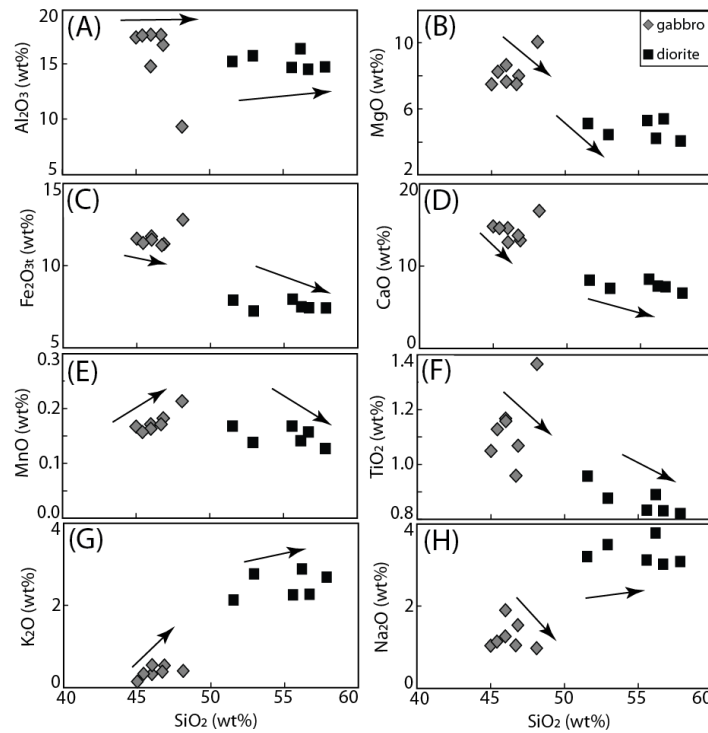 (A)
20
15
10
5
Al₂O₃ (wt%)
(B)
10
6
2
MgO (wt%)
gabbro
diorite
(C)
15
10
5
Fe₂O₃t (wt%)
(D)
20
10
0
CaO (wt%)
(E)
0.3
0.2
0.1
0.0
MnO (wt%)
(F)
1.4
1.2
1.0
0.8
TiO₂ (wt%)
(G)
4
2
0
K₂O (wt%)
40 45 50 55 60
SiO₂ (wt%)
(H)
4
2
0
Na₂O (wt%)
40 45 50 55 60
SiO₂ (wt%)